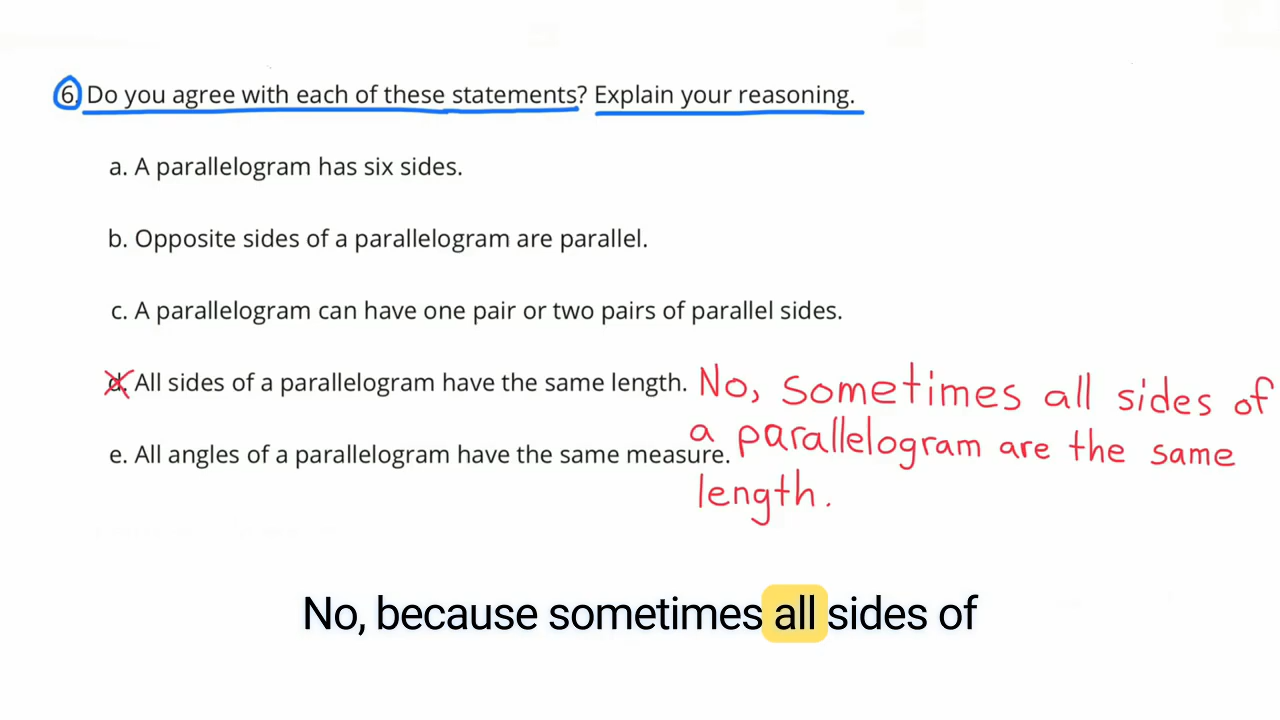 6. Do you agree with each of these statements? Explain your reasoning.
a. A parallelogram has six sides.
b. Opposite sides of a parallelogram are parallel.
c. A parallelogram can have one pair or two pairs of parallel sides.
d. All sides of a parallelogram have the same length. No, sometimes all sides of
a parallelogram are the same
e. All angles of a parallelogram have the same measure.
length.
No, because sometimes all sides of